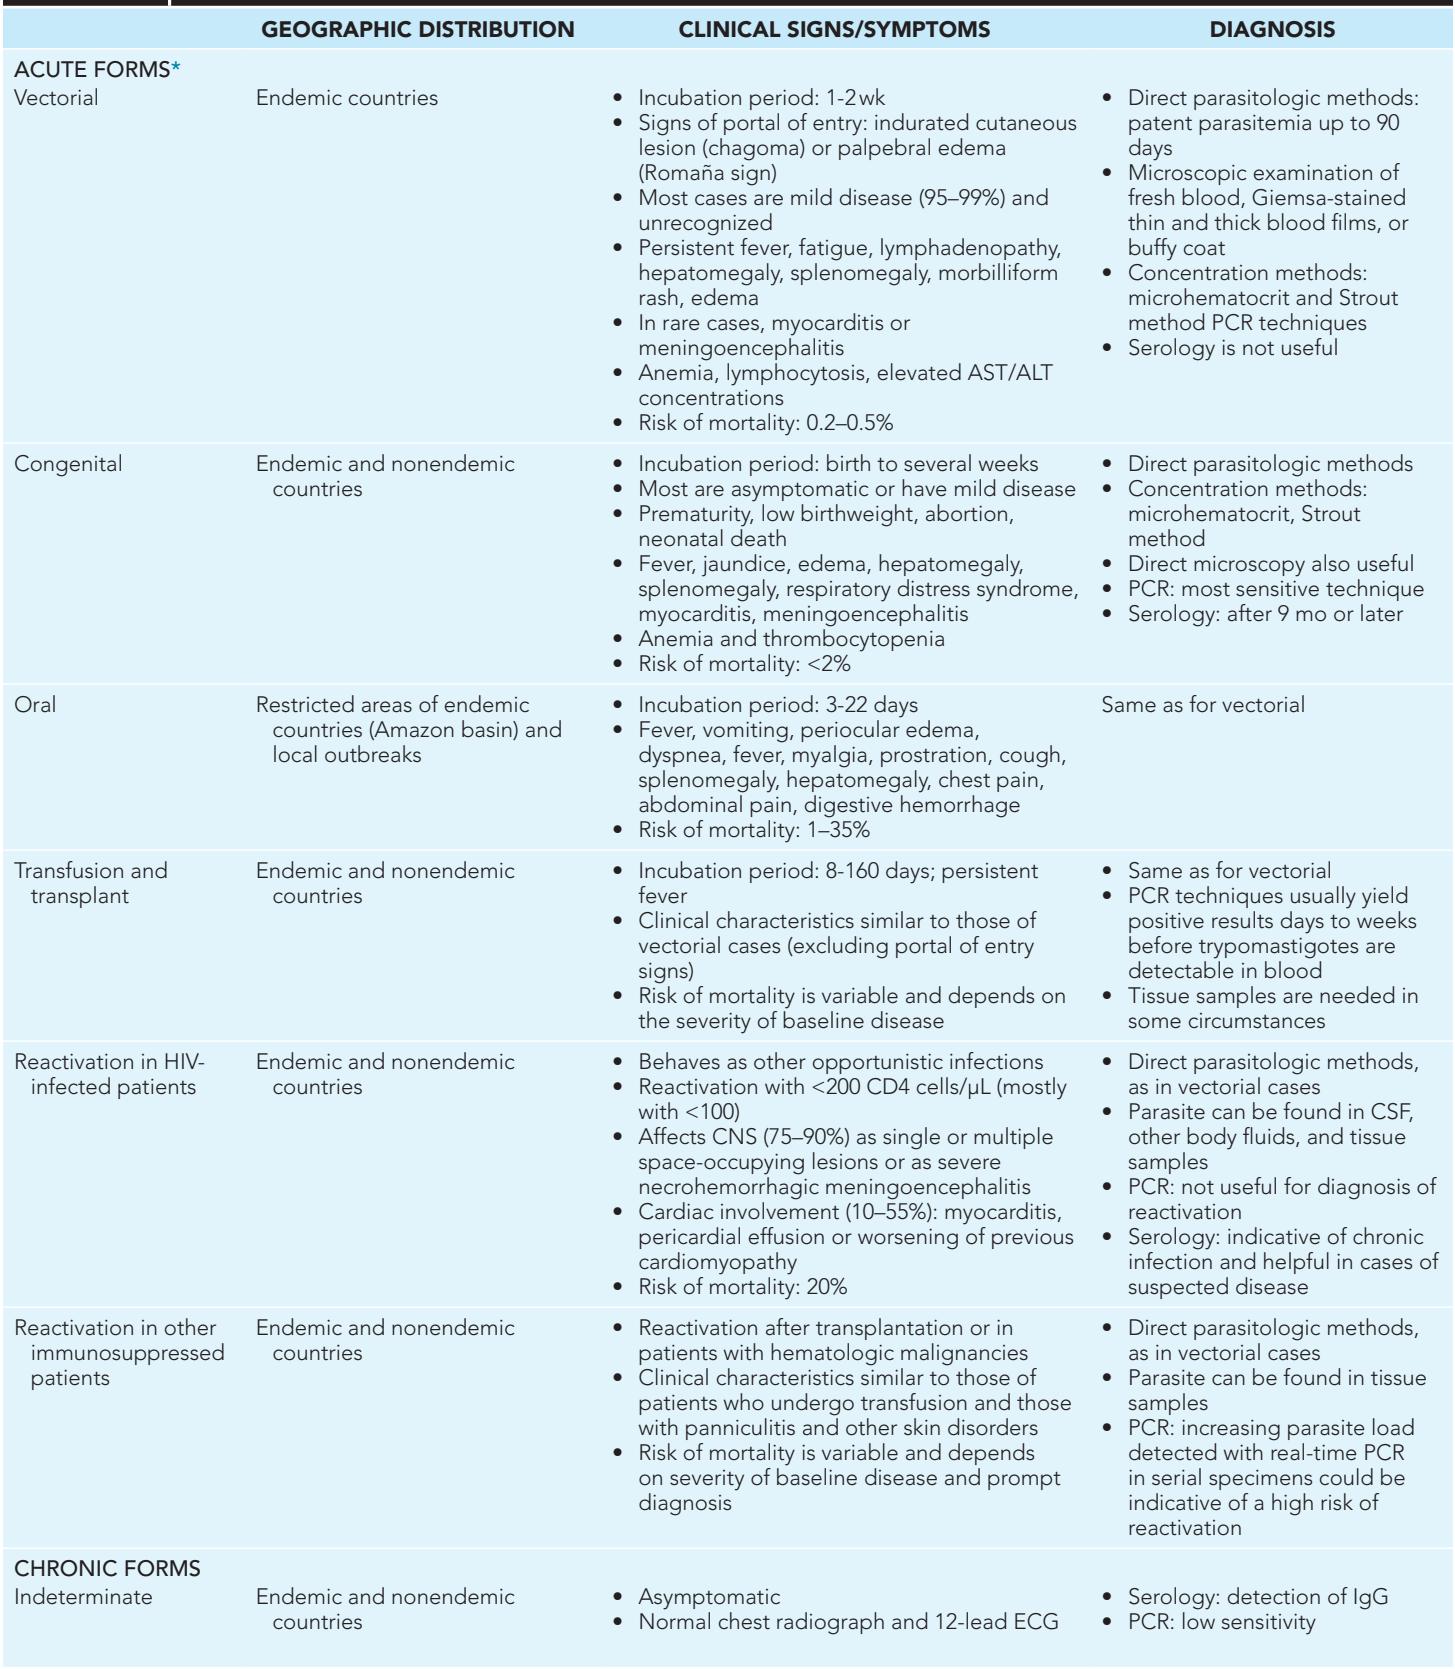 GEOGRAPHIC DISTRIBUTION CLINICAL SIGNS/SYMPTOMS DIAGNOSIS
ACUTE FORMS*
Vectorial
Endemic countries
• Incubation period: 1-2 wk
• Signs of portal of entry: indurated cutaneous
lesion (chagoma) or palpebral edema
(Romaña sign)
• Most cases are mild disease (95–99%) and
unrecognized
• Persistent fever, fatigue, lymphadenopathy,
hepatomegaly, splenomegaly, morbilliform
rash, edema
• In rare cases, myocarditis or
meningoencephalitis
• Anemia, lymphocytosis, elevated AST/ALT
concentrations
• Risk of mortality: 0.2–0.5%
• Direct parasitologic methods:
patent parasitemia up to 90
days
• Microscopic examination of
fresh blood, Giemsa-stained
thin and thick blood films, or
buffy coat
• Concentration methods:
microhematocrit and Strout
method PCR techniques
• Serology is not useful
Congenital
Endemic and nonendemic
countries
• Incubation period: birth to several weeks
• Most are asymptomatic or have mild disease
• Prematurity, low birthweight, abortion,
neonatal death
• Fever, jaundice, edema, hepatomegaly,
splenomegaly, respiratory distress syndrome,
myocarditis, meningoencephalitis
• Anemia and thrombocytopenia
• Risk of mortality: <2%
• Direct parasitologic methods
• Concentration methods:
microhematocrit, Strout
method
• Direct microscopy also useful
• PCR: most sensitive technique
• Serology: after 9 mo or later
Oral
Restricted areas of endemic
countries (Amazon basin) and
local outbreaks
• Incubation period: 3-22 days
• Fever, vomiting, periocular edema,
dyspnea, fever, myalgia, prostration, cough,
splenomegaly, hepatomegaly, chest pain,
abdominal pain, digestive hemorrhage
• Risk of mortality: 1–35%
Same as for vectorial
Transfusion and
transplant
Endemic and nonendemic
countries
• Incubation period: 8-160 days; persistent
fever
• Clinical characteristics similar to those of
vectorial cases (excluding portal of entry
signs)
• Risk of mortality is variable and depends on
the severity of baseline disease
• Same as for vectorial
• PCR techniques usually yield
positive results days to weeks
before trypomastigotes are
detectable in blood
• Tissue samples are needed in
some circumstances
Reactivation in HIV-
infected patients
Endemic and nonendemic
countries
• Behaves as other opportunistic infections
• Reactivation with <200 CD4 cells/μL (mostly
with <100)
• Affects CNS (75–90%) as single or multiple
space-occupying lesions or as severe
necrohemorrhagic meningoencephalitis
• Cardiac involvement (10–55%): myocarditis,
pericardial effusion or worsening of previous
cardiomyopathy
• Risk of mortality: 20%
• Direct parasitologic methods,
as in vectorial cases
• Parasite can be found in CSF,
other body fluids, and tissue
samples
• PCR: not useful for diagnosis of
reactivation
• Serology: indicative of chronic
infection and helpful in cases of
suspected disease
Reactivation in other
immunosuppressed
patients
Endemic and nonendemic
countries
• Reactivation after transplantation or in
patients with hematologic malignancies
• Clinical characteristics similar to those of
patients who undergo transfusion and those
with panniculitis and other skin disorders
• Risk of mortality is variable and depends
on severity of baseline disease and prompt
diagnosis
• Direct parasitologic methods,
as in vectorial cases
• Parasite can be found in tissue
samples
• PCR: increasing parasite load
detected with real-time PCR
in serial specimens could be
indicative of a high risk of
reactivation
CHRONIC FORMS
Indeterminate
Endemic and nonendemic
countries
• Asymptomatic
• Normal chest radiograph and 12-lead ECG
• Serology: detection of IgG
• PCR: low sensitivity